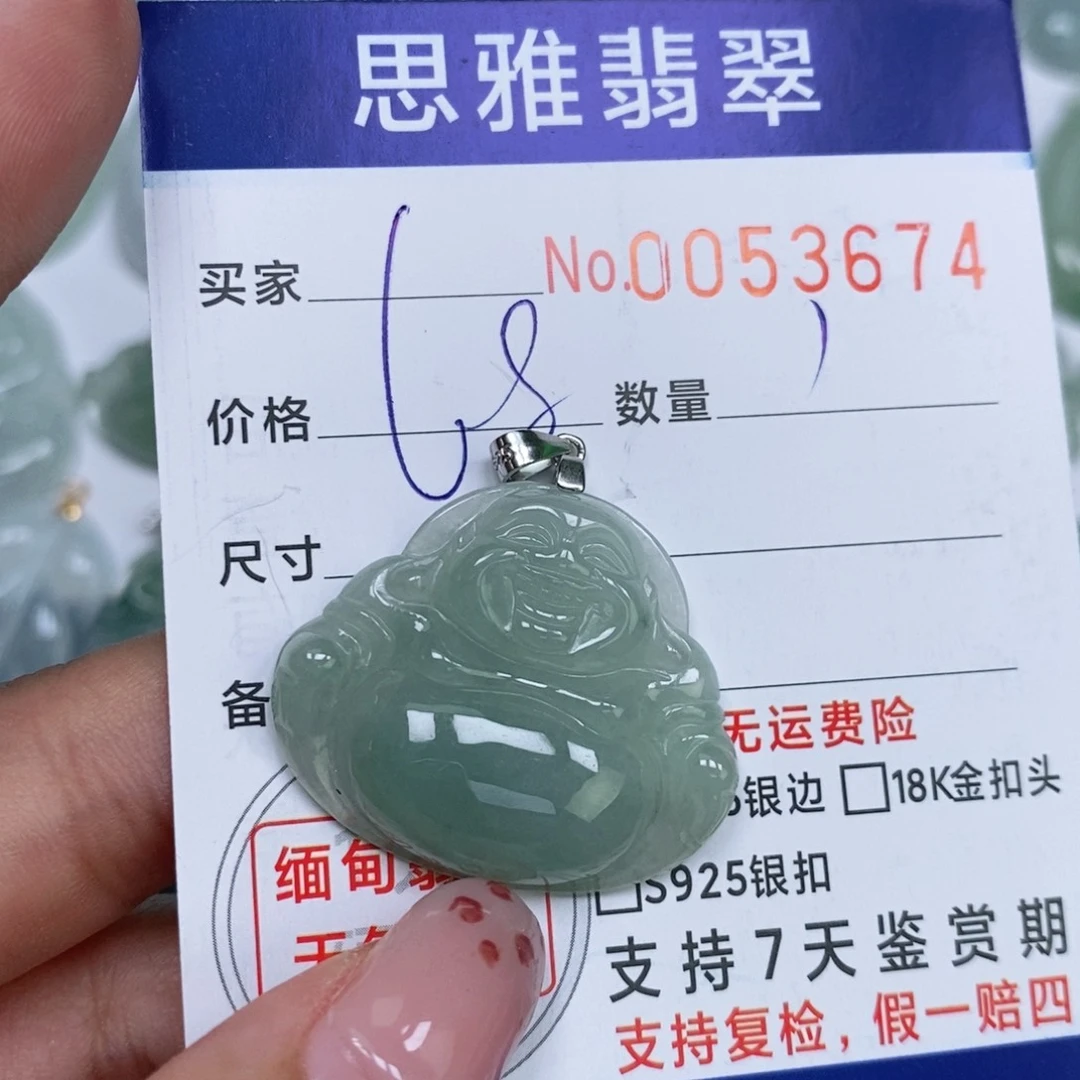 思雅翡翠
买家 No.0053674
价格 数量
尺寸
备
无运费险
银边 □18K金扣头
□S925银扣
缅甸翡
支持7天鉴赏期
支持复检，假一赔四